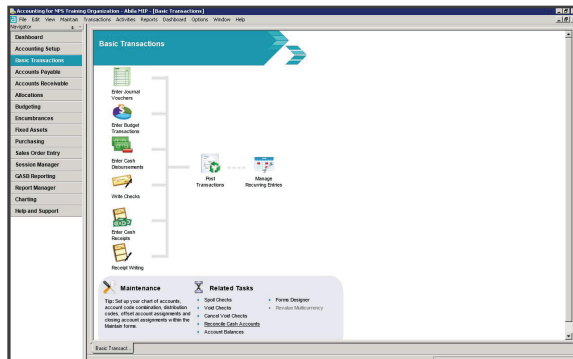 Accounting for NPS Training Organization - Abila MIP - [Basic Transactions]
File Edit View Maintain Transactions Activities Reports Dashboard Options Window Help
Navigator
Dashboard
Accounting Setup
Basic Transactions
Accounts Payable
Accounts Receivable
Allocations
Budgeting
Encumbrances
Fixed Assets
Purchasing
Sales Order Entry
Session Manager
GASB Reporting
Report Manager
Charting
Help and Support
Basic Transactions
Enter Journal
Vouchers
Enter Budget
Transactions
Enter Cash
Disbursements
Write Checks
Enter Cash
Receipts
Receipt Writing
Post
Transactions
Manage
Recurring Entries
Maintenance
Tip: Set up your chart of accounts,
account code combination, distribution
codes, offset account assignments and
closing account assignments within the
Maintain forms.
Related Tasks
Spoil Checks
Void Checks
Cancel Void Checks
Reconcile Cash Accounts
Account Balances
Forms Designer
Revalue Multicurrency
Basic Transact...